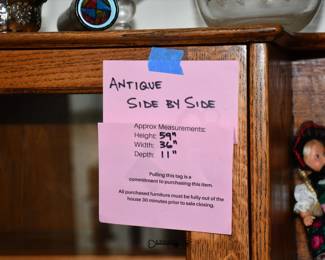 ANTIQUE
SIDE BY SIDE
Approx Measurements:
Height: 59"
Width: 36"
Depth: 11"
Pulling this tag is a
commitment to purchasing this item.
All purchased furniture must be fully out of the
house 30 minutes prior to sale closing.